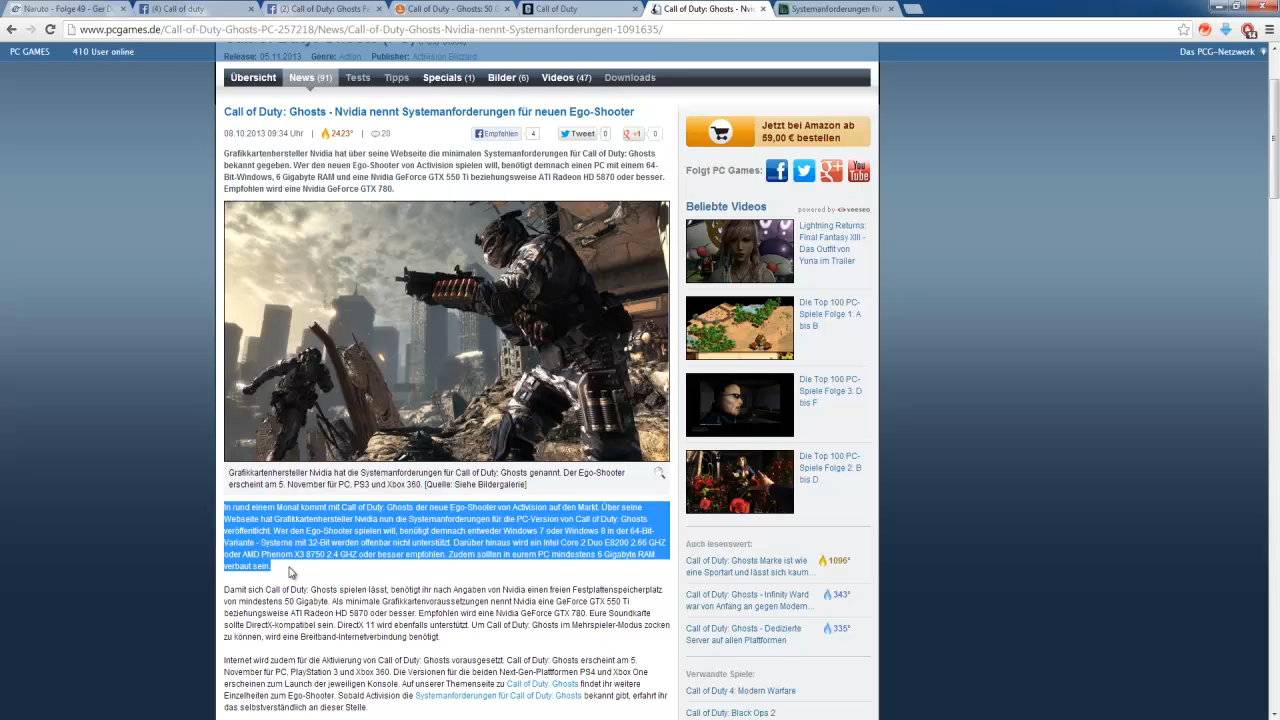 Naruto - Folge 49 - Ger D
(4) Call of duty
(2) Call of Duty: Ghosts F
Call of Duty: Ghosts: 50 G
Call of Duty
Call of Duty: Ghosts - Nvi
Systemanforderungen für
www.pcgames.de/Call-of-Duty-Ghosts-PC-257218/News/Call-of-Duty-Ghosts-Nvidia-nennt-Systemanforderungen-1091635/
PC GAMES 410 User online
Das PCG-Netzwerk
Release: 05.11.2013 Genre: Action Publisher: Activision Blizzard
Übersicht News (91) Tests Tipps Specials (1) Bilder (6) Videos (47) Downloads
Call of Duty: Ghosts - Nvidia nennt Systemanforderungen für neuen Ego-Shooter
08.10.2013 09:34 Uhr | 2423° | 20
Empfehlen 4 Tweet 0 +1 0
Grafikkartenhersteller Nvidia hat über seine Webseite die minimalen Systemanforderungen für Call of Duty: Ghosts
bekannt gegeben. Wer den neuen Ego-Shooter von Activision spielen will, benötigt demnach einen PC mit einem 64-
Bit-Windows, 6 Gigabyte RAM und eine Nvidia GeForce GTX 550 Ti beziehungsweise ATI Radeon HD 5870 oder besser.
Empfohlen wird eine Nvidia GeForce GTX 780.
Grafikkartenhersteller Nvidia hat die Systemanforderungen für Call of Duty: Ghosts genannt. Der Ego-Shooter
erscheint am 5. November für PC, PS3 und Xbox 360. [Quelle: Siehe Bildergalerie]
In rund einem Monat kommt mit Call of Duty: Ghosts der neue Ego-Shooter von Activision auf den Markt. Über seine
Webseite hat Grafikkartenhersteller Nvidia nun die Systemanforderungen für die PC-Version von Call of Duty: Ghosts
veröffentlicht. Wer den Ego-Shooter spielen will, benötigt demnach entweder Windows 7 oder Windows 8 in der 64-Bit-
Variante - Systeme mit 32-Bit werden offenbar nicht unterstützt. Darüber hinaus wird ein Intel Core 2 Duo E8200 2.66 GHZ
oder AMD Phenom X3 8750 2.4 GHZ oder besser empfohlen. Zudem sollten in eurem PC mindestens 6 Gigabyte RAM
verbaut sein.
Damit sich Call of Duty: Ghosts spielen lässt, benötigt ihr nach Angaben von Nvidia einen freien Festplattenspeicherplatz
von mindestens 50 Gigabyte. Als minimale Grafikkartenvoraussetzungen nennt Nvidia eine GeForce GTX 550 Ti
beziehungsweise ATI Radeon HD 5870 oder besser. Empfohlen wird eine Nvidia GeForce GTX 780. Eure Soundkarte
sollte DirectX-kompatibel sein. DirectX 11 wird ebenfalls unterstützt. Um Call of Duty: Ghosts im Mehrspieler-Modus zocken
zu können, wird eine Breitband-Internetverbindung benötigt.
Internet wird zudem für die Aktivierung von Call of Duty: Ghosts vorausgesetzt. Call of Duty: Ghosts erscheint am 5.
November für PC, PlayStation 3 und Xbox 360. Die Versionen für die beiden Next-Gen-Plattformen PS4 und Xbox One
erscheinen zum Launch der jeweiligen Konsole. Auf unserer Themenseite zu Call of Duty: Ghosts findet ihr weitere
Einzelheiten zum Ego-Shooter. Sobald Activision die Systemanforderungen für Call of Duty: Ghosts bekannt gibt, erfahrt ihr
das selbstverständlich an dieser Stelle.
Jetzt bei Amazon ab
59,00 € bestellen
Folgt PC Games:
You
Tube
Beliebte Videos
powered by veeseo
Lightning Returns:
Final Fantasy XIII -
Das Outfit von
Yuna im Trailer
Die Top 100 PC-
Spiele Folge 1: A
bis B
Die Top 100 PC-
Spiele Folge 3: D
bis F
Die Top 100 PC-
Spiele Folge 2: B
bis D
Auch lesenswert:
Call of Duty: Ghosts Marke ist wie
eine Sportart und lässt sich kaum... 1096°
Call of Duty: Ghosts - Infinity Ward
war von Anfang an gegen Modern... 343°
Call of Duty: Ghosts - Dedizierte
Server auf allen Plattformen 335°
Verwandte Spiele:
Call of Duty 4: Modern Warfare
Call of Duty: Black Ops 2